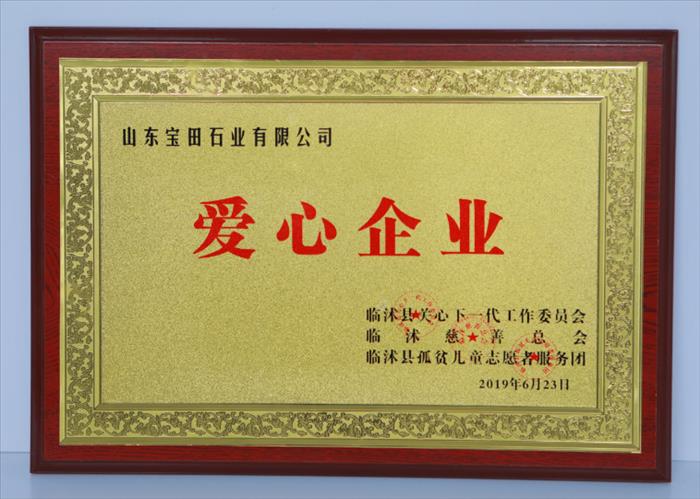 山东宝田石业有限公司
爱心企业
临沭县关心下一代工作委员会
临沭慈善总会
临沭县孤贫儿童志愿者服务团
2019年6月23日